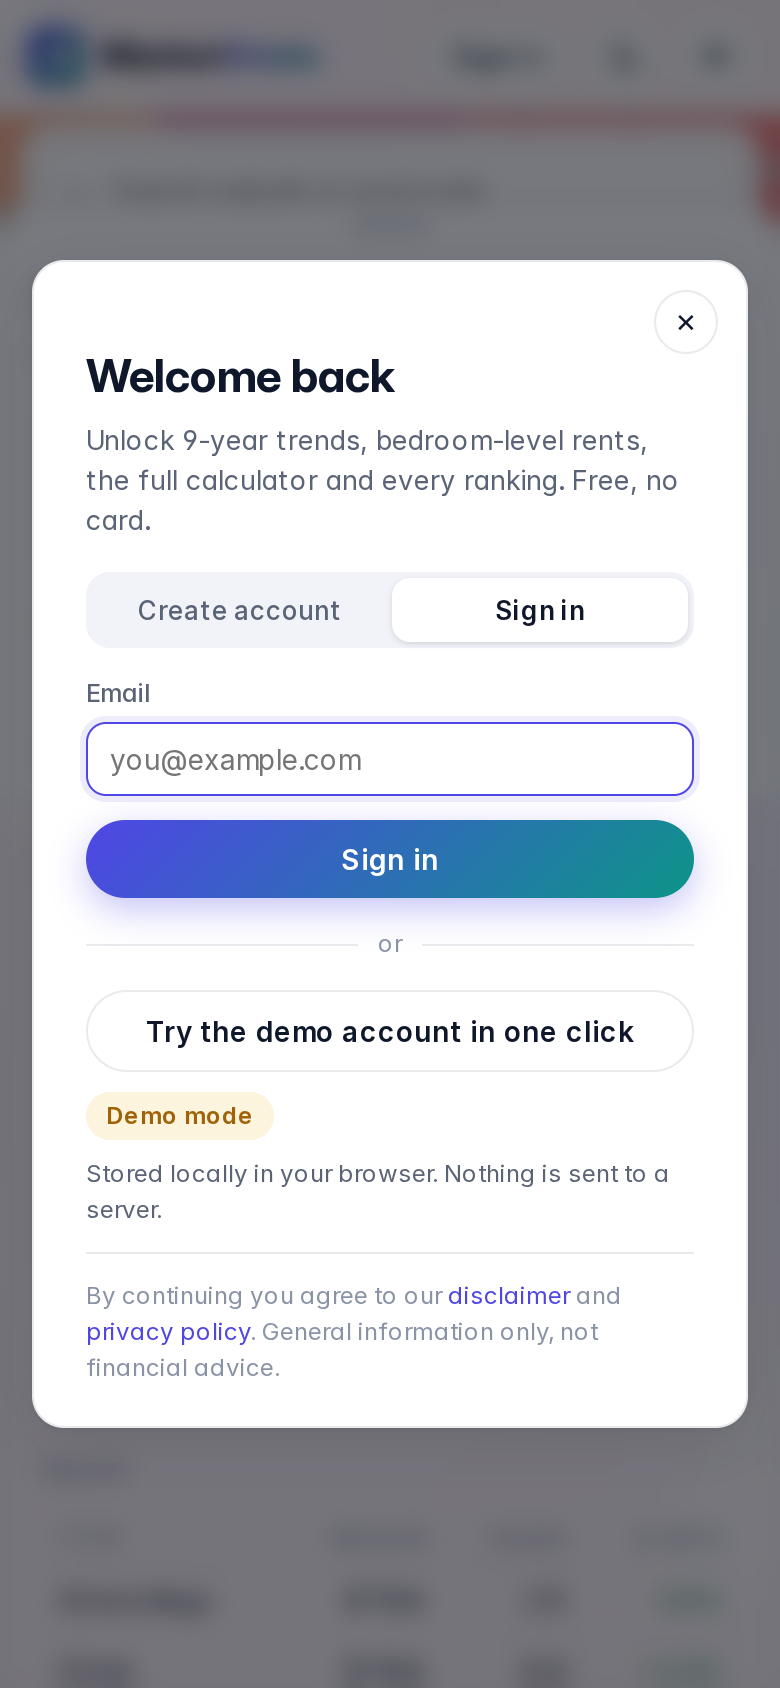 Welcome back
Unlock 9-year trends, bedroom-level rents,
the full calculator and every ranking. Free, no
card.
Create account
Sign in
Email
you@example.com
Sign in
or
Try the demo account in one click
Demo mode
Stored locally in your browser. Nothing is sent to a
server.
By continuing you agree to our disclaimer and
privacy policy. General information only, not
financial advice.